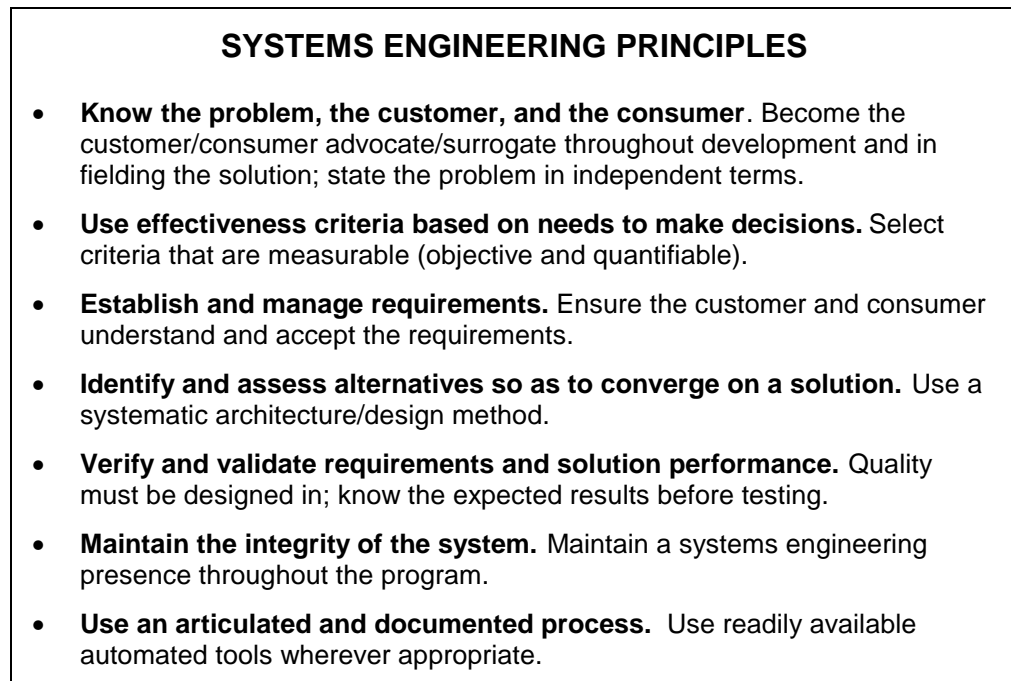 SYSTEMS ENGINEERING PRINCIPLES
• Know the problem, the customer, and the consumer. Become the
customer/consumer advocate/surrogate throughout development and in
fielding the solution; state the problem in independent terms.
• Use effectiveness criteria based on needs to make decisions. Select
criteria that are measurable (objective and quantifiable).
• Establish and manage requirements. Ensure the customer and consumer
understand and accept the requirements.
• Identify and assess alternatives so as to converge on a solution. Use a
systematic architecture/design method.
• Verify and validate requirements and solution performance. Quality
must be designed in; know the expected results before testing.
• Maintain the integrity of the system. Maintain a systems engineering
presence throughout the program.
• Use an articulated and documented process. Use readily available
automated tools wherever appropriate.